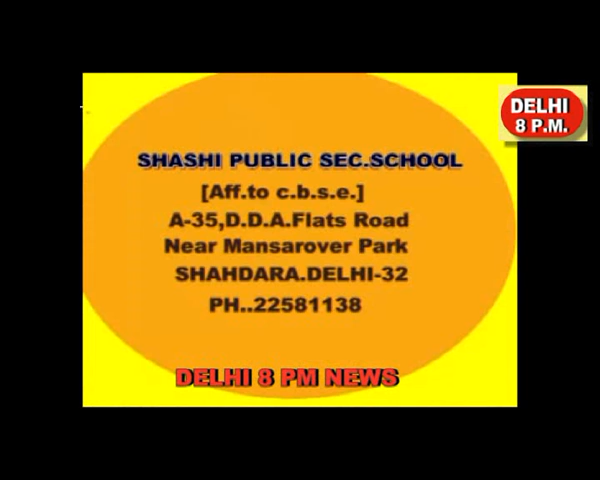 DELHI
8 P.M.
SHASHI PUBLIC SEC.SCHOOL
[Aff.to c.b.s.e.]
A-35,D.D.A.Flats Road
Near Mansarover Park
SHAHDARA.DELHI-32
PH..22581138
DELHI 8 PM NEWS